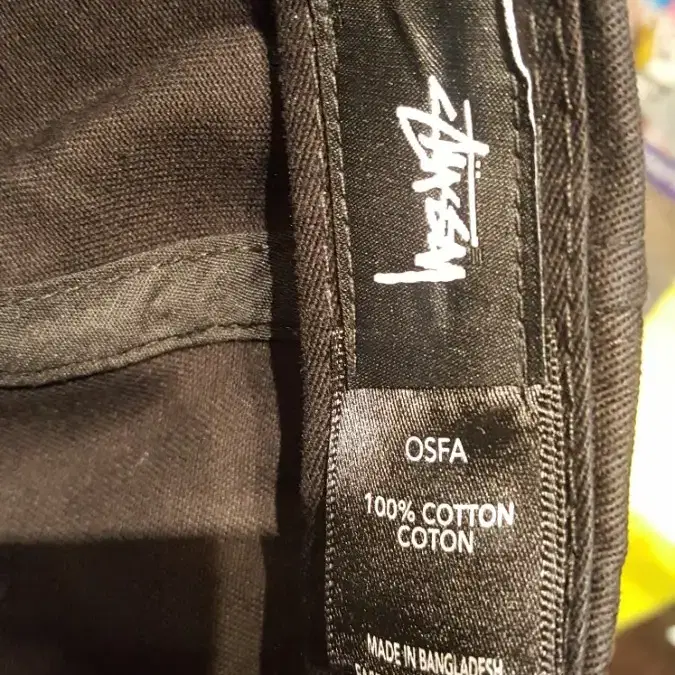 Stüssy
OSFA
100% COTTON
COTON
MADE IN BANGLADESH